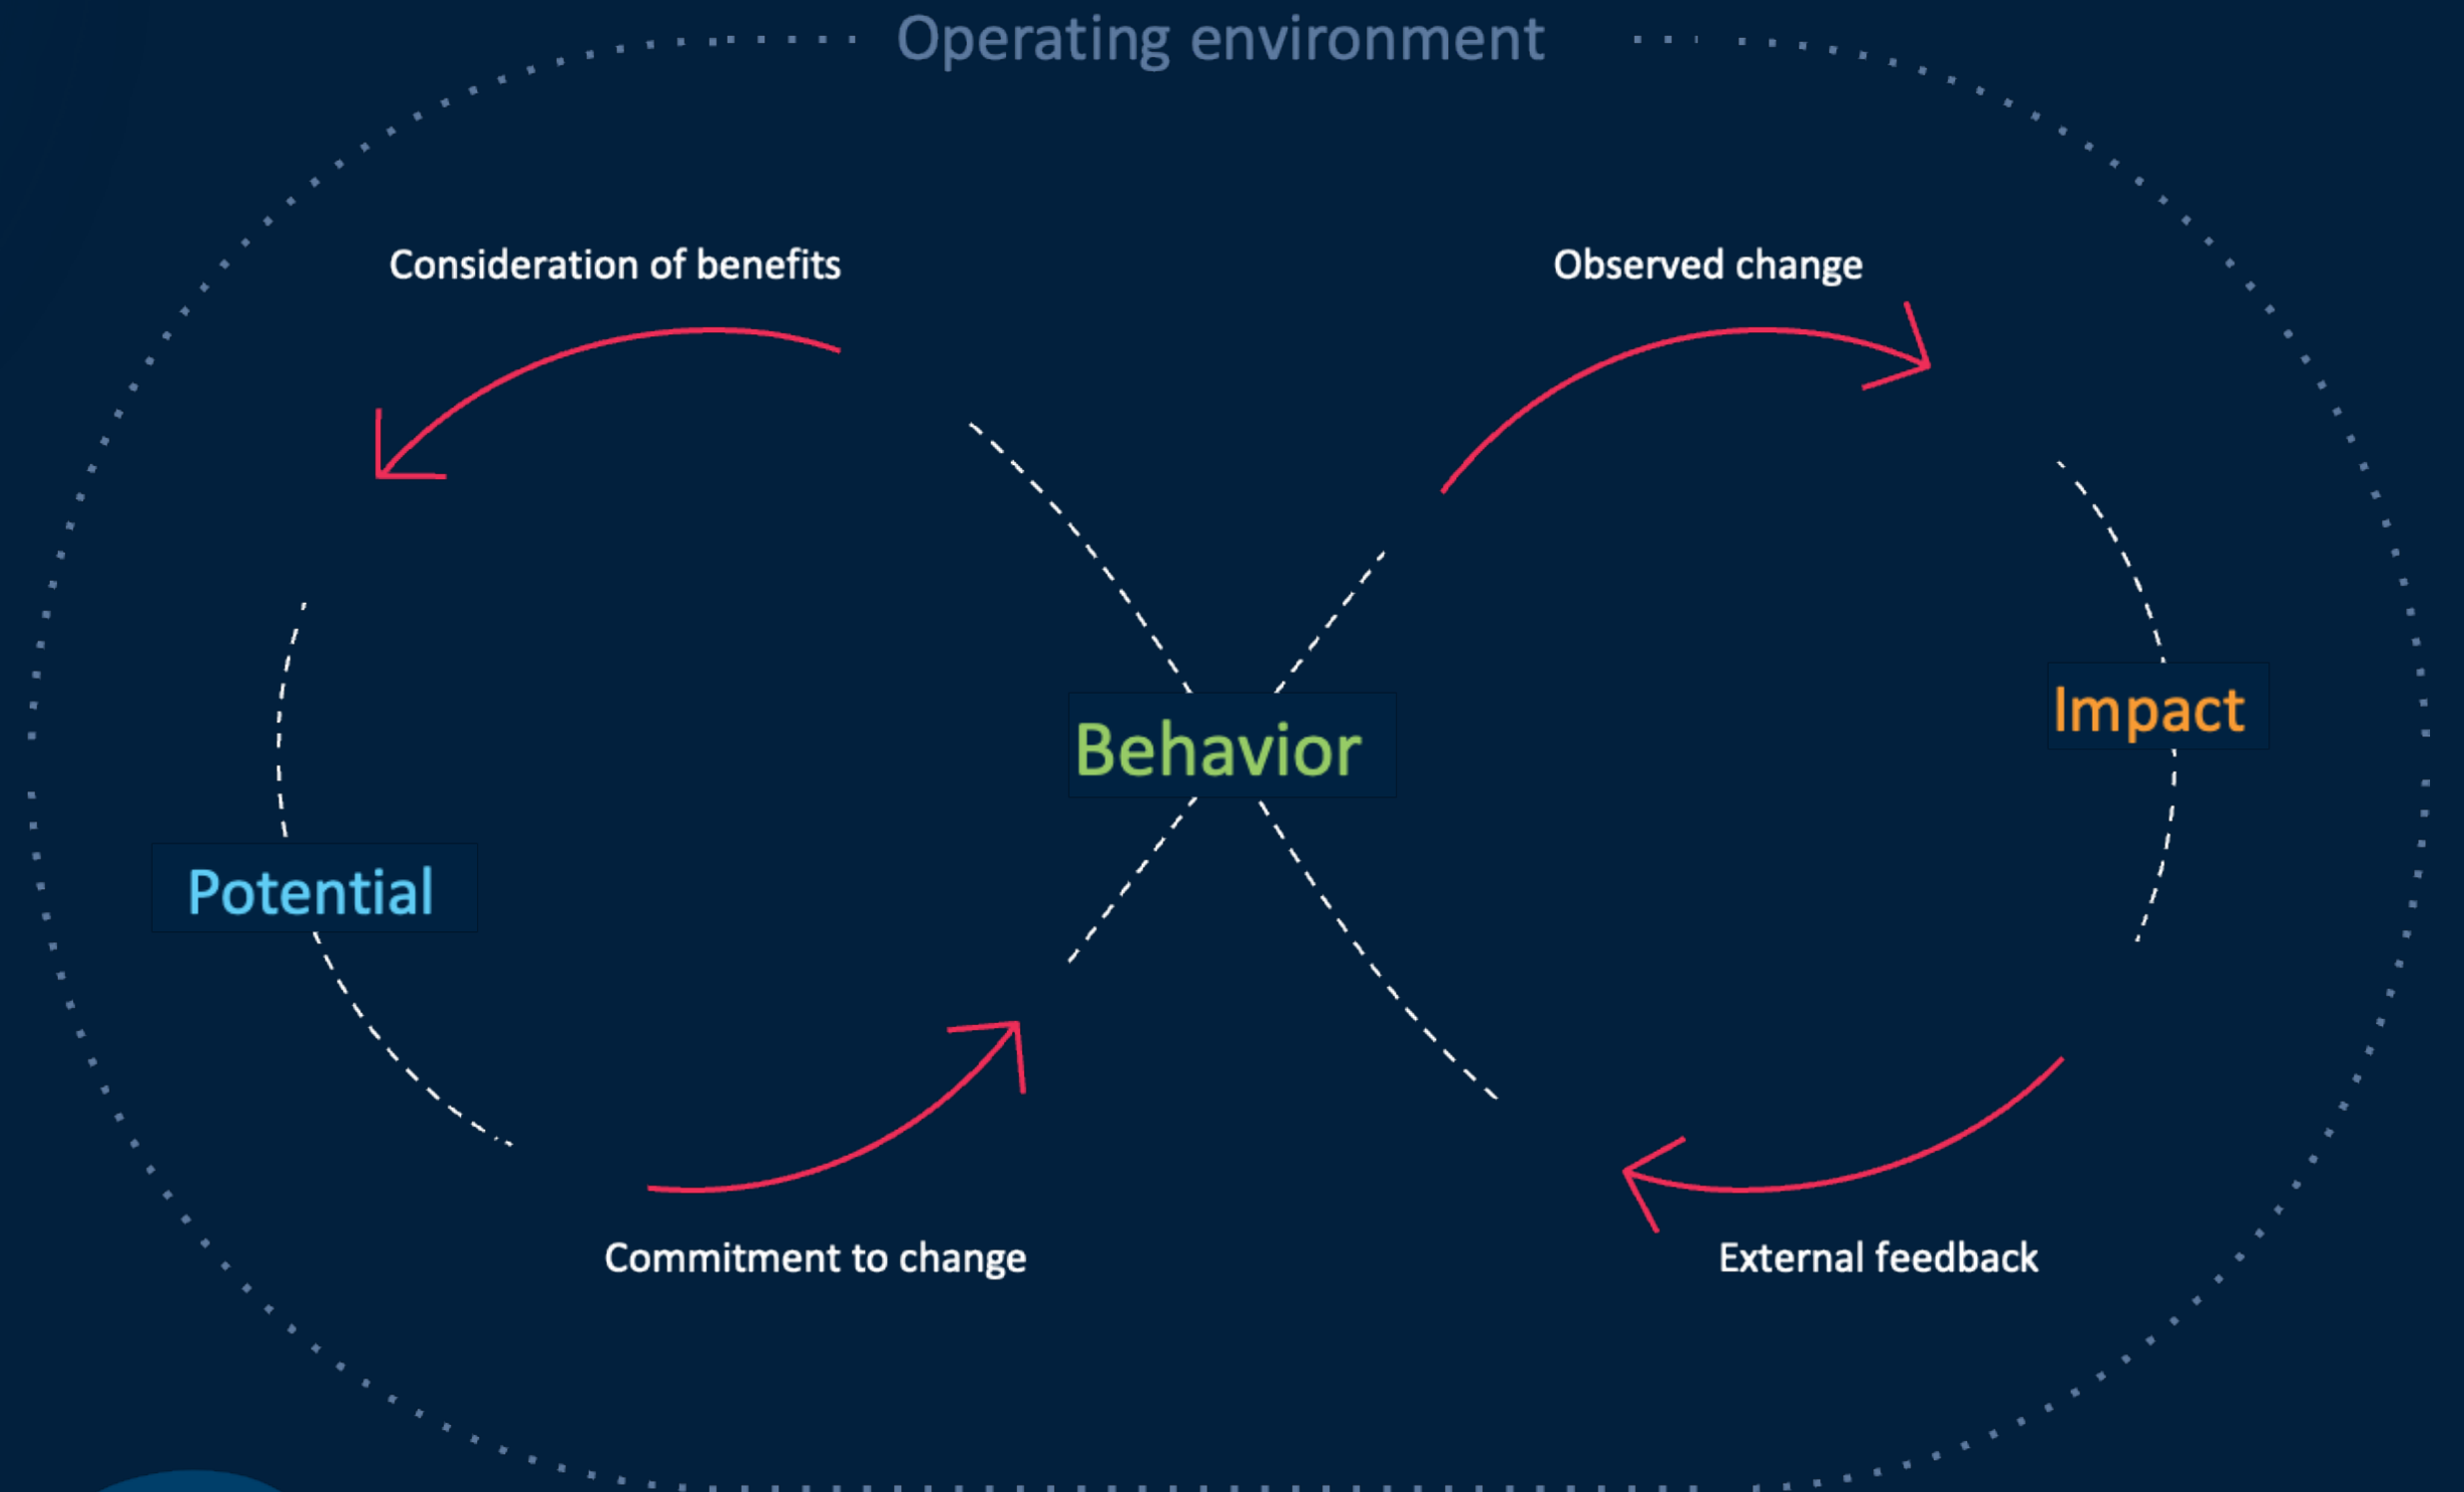 Operating environment
Consideration of benefits
Observed change
Behavior
Impact
Potential
Commitment to change
External feedback